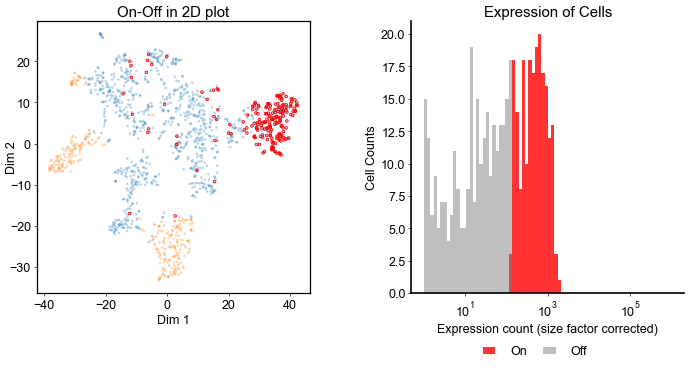 On-Off in 2D plot
20
10
0
−10
−20
−30
Dim 2
−40
−20
0
20
40
Dim 1
Expression of Cells
20.0
17.5
15.0
12.5
10.0
7.5
5.0
2.5
0.0
Cell Counts
10^1
10^3
10^5
Expression count (size factor corrected)
On
Off